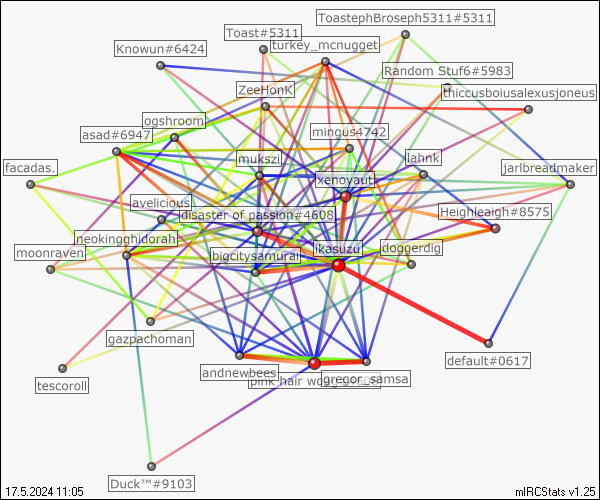 ToastephBroseph5311#5311
Toast#5311
turkey_mcnugget
Knowun#6424
Random Stuf6#5983
ZeeHonK
thiccusboiusalexusjoneus
ogshroom
mingus4742
asad#6947
mukszi
lahnk
facadas.
jarlbreadmaker
xenoyaut
avelicious
disaster of passion#4608
Heighleaigh#8575
neokingghidorah
ikasuzu
moonraven
bigcitysamurai
doggerdig
gazpachoman
default#0617
andnewbees
pink hair
gregor_samsa
tescoroll
Duck™#9103
17.5.2024 11:05
mIRCStats v1.25